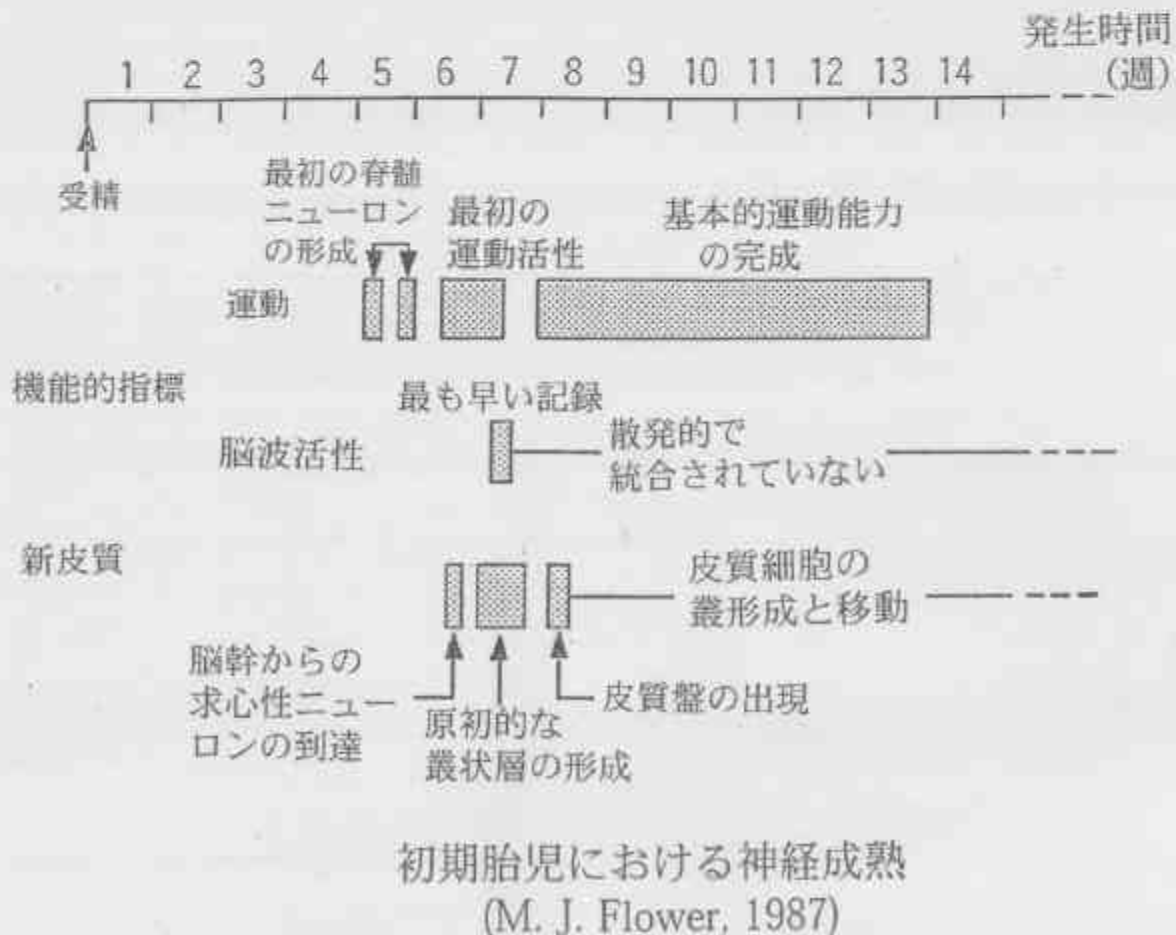 発生時間
(週)
1 2 3 4 5 6 7 8 9 10 11 12 13 14
受精
最初の脊髄
ニューロン
の形成
最初の
運動活性
基本的運動能力
の完成
運動
機能的指標
最も早い記録
脳波活性
散発的で
統合されていない
新皮質
皮質細胞の
叢形成と移動
脳幹からの
求心性ニュー
ロンの到達
原初的な
叢状層の形成
皮質盤の出現
初期胎児における神経成熟
(M. J. Flower, 1987)